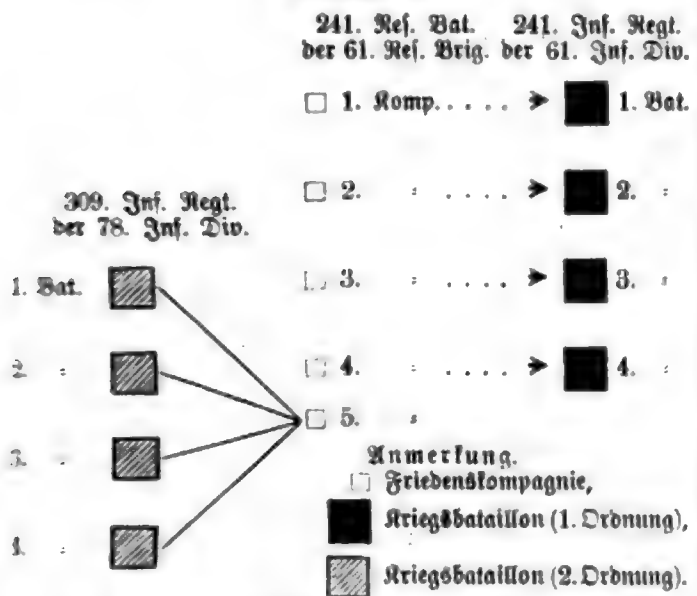 241. Res. Bat.
der 61. Res. Brig.
241. Inf. Regt.
der 61. Inf. Div.
1. Komp. . . . . 1. Bat.
2. = . . . . 2. =
3. = . . . . 3. =
4. = . . . . 4. =
5. =
309. Inf. Regt.
der 78. Inf. Div.
1. Bat.
2. =
3. =
4. =
Anmerkung.
Friedenskompagnie,
Kriegsbataillon (1. Ordnung),
Kriegsbataillon (2. Ordnung).